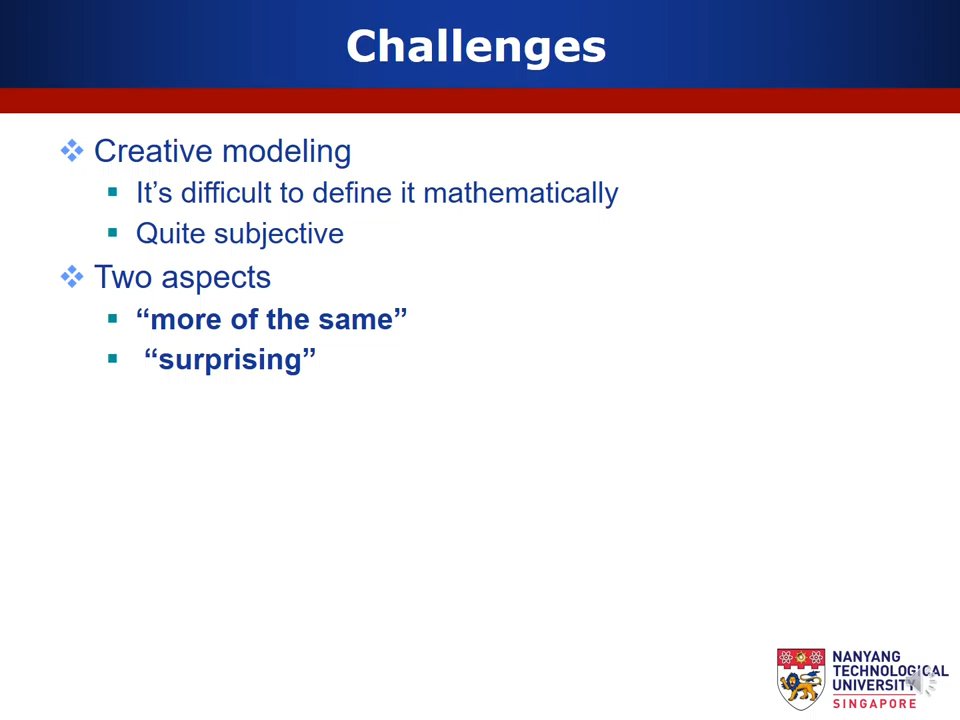 Challenges
Creative modeling
It’s difficult to define it mathematically
Quite subjective
Two aspects
“more of the same”
“surprising”
NANYANG
TECHNOLOGICAL
UNIVERSITY
SINGAPORE